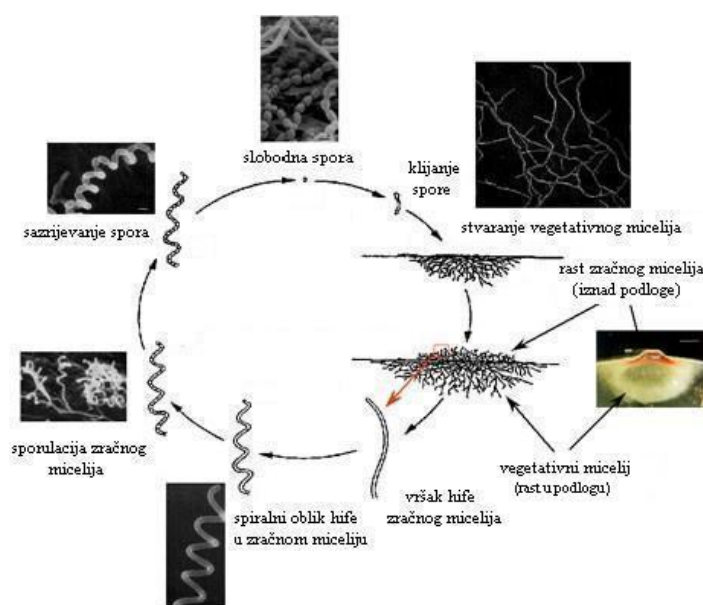 slobodna spora
klijanje
spore
stvaranje vegetativnog micelija
rast zračnog micelija
(iznad podloge)
vegetativni micelij
(rast u podlogu)
vršak hife
zračnog micelija
spiralni oblik hife
u zračnom miceliju
sporulacija zračnog
micelija
sazrijevanje spora